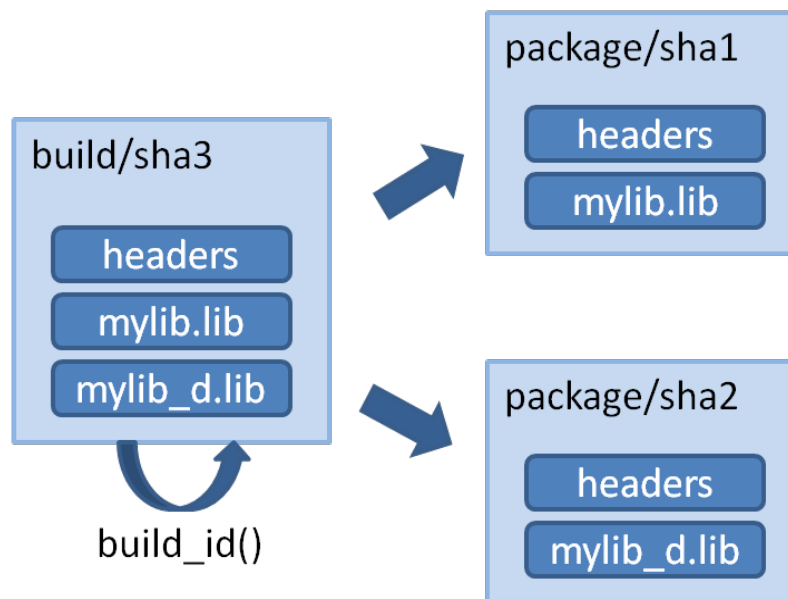 build/sha3
headers
mylib.lib
mylib_d.lib
build_id()
package/sha1
headers
mylib.lib
package/sha2
headers
mylib_d.lib